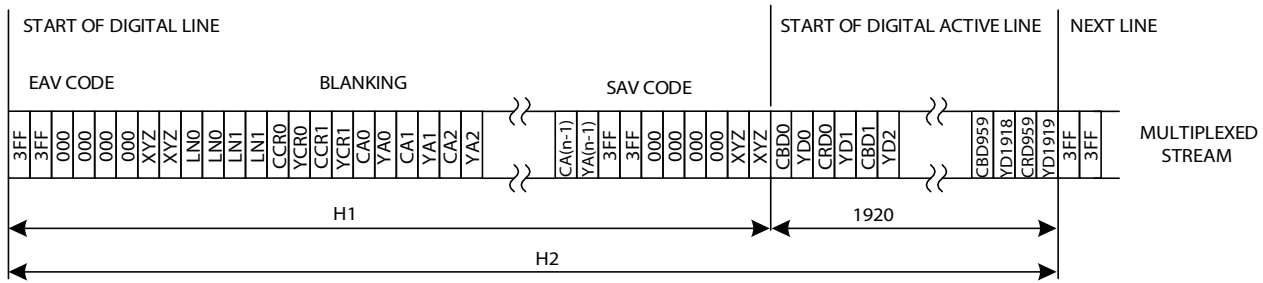 START OF DIGITAL LINE
START OF DIGITAL ACTIVE LINE
NEXT LINE
EAV CODE
BLANKING
SAV CODE
3FF
3FF
000
000
000
000
XYZ
XYZ
LN0
LN0
LN1
LN1
CCR0
YCR0
CCR1
YCR1
CA0
YA0
CA1
YA1
CA2
YA2
CA(n-1)
YA(n-1)
3FF
3FF
000
000
000
000
XYZ
XYZ
CBD0
YD0
CRD0
YD1
CBD1
YD2
CBD959
YD1918
CRD959
YD1919
3FF
3FF
MULTIPLEXED
STREAM
H1
1920
H2